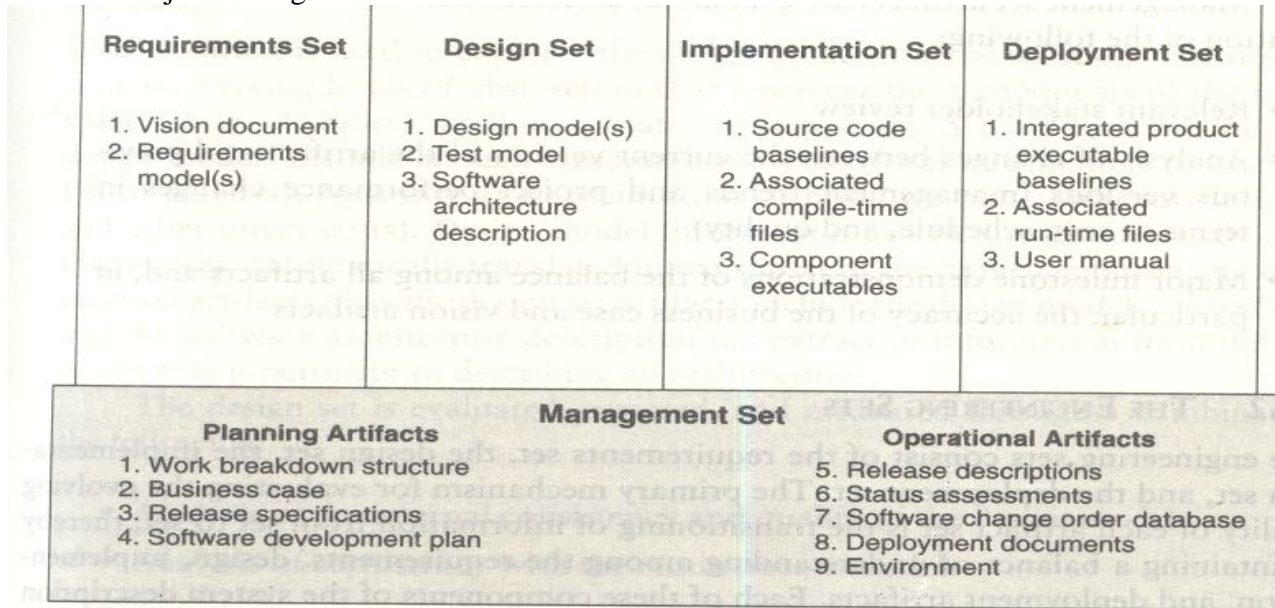 Requirements Set
1. Vision document
2. Requirements
model(s)
Design Set
1. Design model(s)
2. Test model
3. Software
architecture
description
Implementation Set
1. Source code
baselines
2. Associated
compile-time
files
3. Component
executables
Deployment Set
1. Integrated product
executable
baselines
2. Associated
run-time files
3. User manual
Management Set
Planning Artifacts
1. Work breakdown structure
2. Business case
3. Release specifications
4. Software development plan
Operational Artifacts
5. Release descriptions
6. Status assessments
7. Software change order database
8. Deployment documents
9. Environment